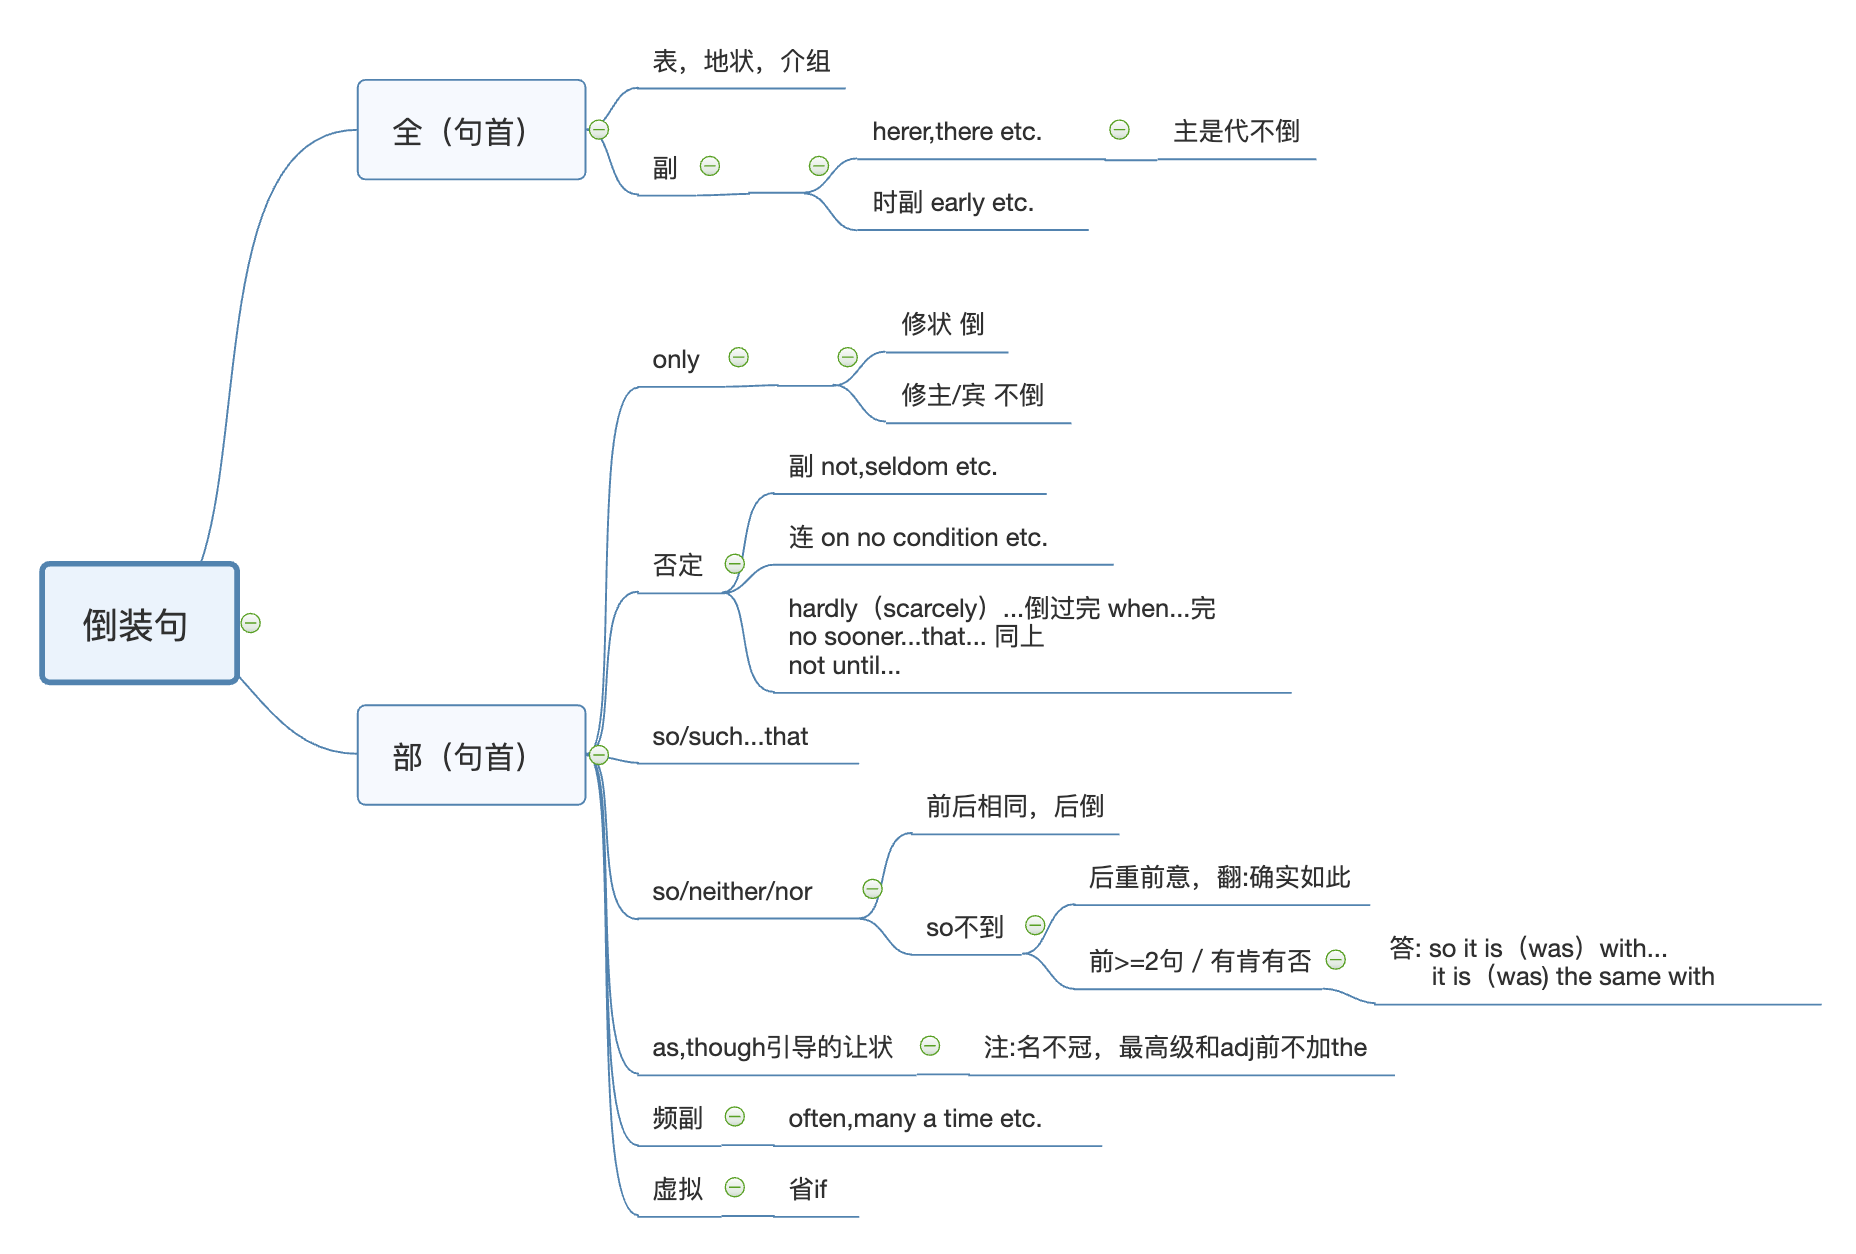 倒装句
全（句首）
表，地状，介组
副
herer,there etc.
主是代不倒
时副 early etc.
部（句首）
only
修状 倒
修主/宾 不倒
否定
副 not,seldom etc.
连 on no condition etc.
hardly（scarcely）...倒过完 when...完
no sooner...that... 同上
not until...
so/such...that
so/neither/nor
前后相同，后倒
so不到
后重前意，翻:确实如此
前>=2句 / 有肯有否
答: so it is（was）with...
it is（was) the same with
as,though引导的让状
注:名不冠，最高级和adj前不加the
频副
often,many a time etc.
虚拟
省if